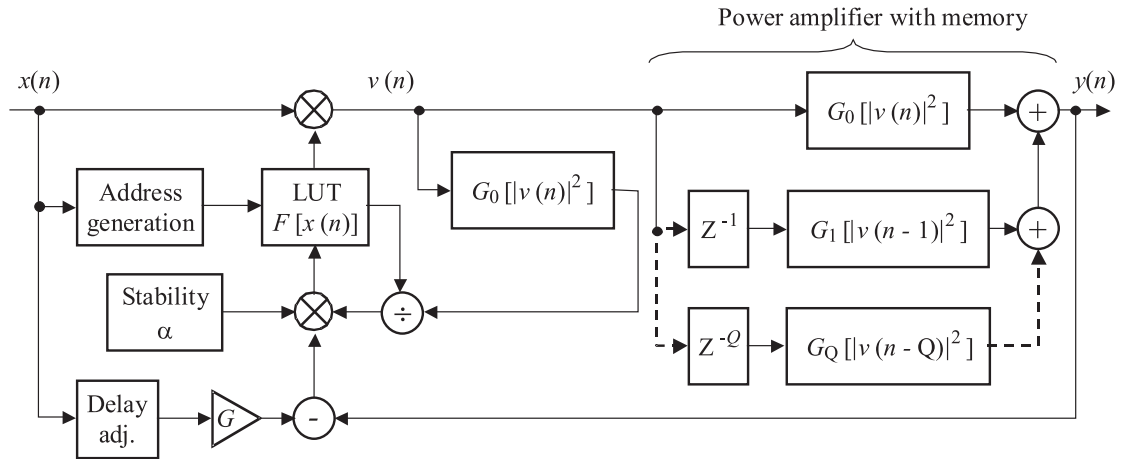 Power amplifier with memory
x(n)
v (n)
y(n)
G₀ [|v (n)|² ]
+
Address
generation
LUT
F [x (n)]
G₀ [|v (n)|² ]
Z⁻¹
G₁ [|v (n - 1)|² ]
+
Stability
α
÷
Z⁻Q
G_Q [|v (n - Q)|² ]
Delay
adj.
G
-